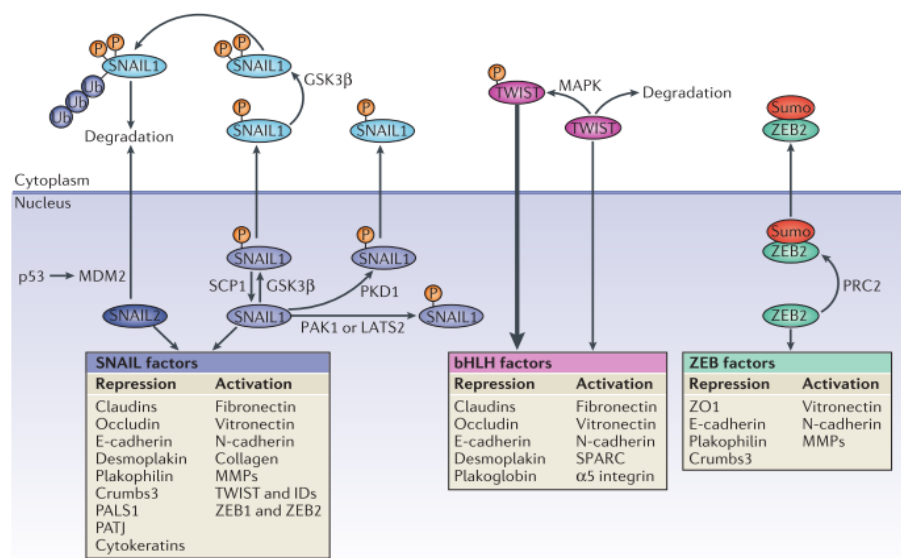 P
P
SNAIL1
Ub
Ub
Ub
Degradation
P
P
SNAIL1
GSK3β
P
SNAIL1
P
SNAIL1
P
TWIST
MAPK
Degradation
TWIST
Sumo
ZEB2
Cytoplasm
Nucleus
p53
MDM2
SNAIL2
P
SNAIL1
SCP1
GSK3β
SNAIL1
P
SNAIL1
PKD1
PAK1 or LATS2
P
SNAIL1
Sumo
ZEB2
PRC2
ZEB2
SNAIL factors
Repression Activation
Claudins Fibronectin
Occludin Vitronectin
E-cadherin N-cadherin
Desmoplakin Collagen
Plakophilin MMPs
Crumbs3 TWIST and IDs
PALS1 ZEB1 and ZEB2
PATJ
Cytokeratins
bHLH factors
Repression Activation
Claudins Fibronectin
Occludin Vitronectin
E-cadherin N-cadherin
Desmoplakin SPARC
Plakoglobin α5 integrin
ZEB factors
Repression Activation
ZO1 Vitronectin
E-cadherin N-cadherin
Plakophilin MMPs
Crumbs3